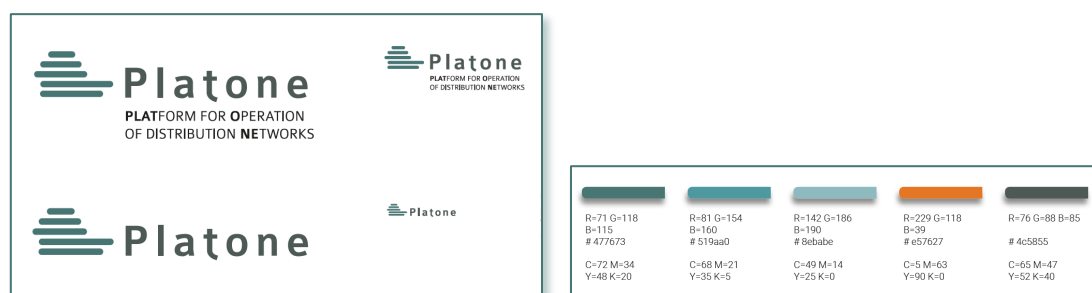 Platone
PLATFORM FOR OPERATION
OF DISTRIBUTION NETWORKS
Platone
PLATFORM FOR OPERATION
OF DISTRIBUTION NETWORKS
Platone
Platone
R=71 G=118
B=115
# 477673
C=72 M=34
Y=48 K=20
R=81 G=154
B=160
# 519aa0
C=68 M=21
Y=35 K=5
R=142 G=186
B=190
# 8ebabe
C=49 M=14
Y=25 K=0
R=229 G=118
B=39
# e57627
C=5 M=63
Y=90 K=0
R=76 G=88 B=85
# 4c5855
C=65 M=47
Y=52 K=40